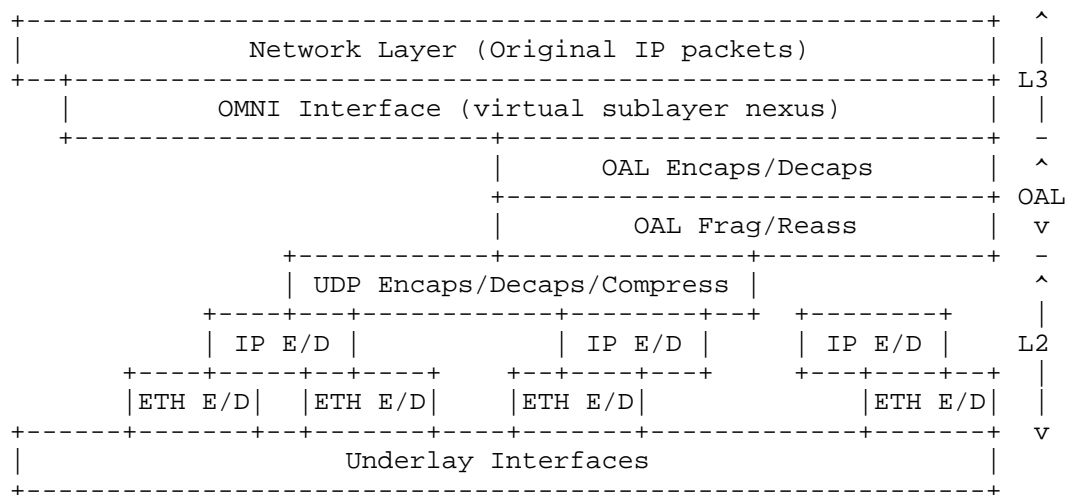 +------------------------------------------------------------+  ^
|              Network Layer (Original IP packets)           |  |
+--+---------------------------------------------------------+ L3
   |         OMNI Interface (virtual sublayer nexus)         |  |
   +--------------------------+------------------------------+  -
                              |      OAL Encaps/Decaps       |  ^
                              +------------------------------+ OAL
                              |        OAL Frag/Reass        |  v
                 +------------+---------------+--------------+  -
                 | UDP Encaps/Decaps/Compress |                 ^
            +----+---+------------+--------+--+  +--------+     |
            | IP E/D |            | IP E/D |     | IP E/D |    L2
       +----+-----+--+----+    +--+----+---+     +---+----+--+  |
       |ETH E/D|  |ETH E/D|    |ETH E/D|             |ETH E/D|  |
+------+-------+--+-------+----+-------+-------------+-------+  v
|                    Underlay Interfaces                     |
+------------------------------------------------------------+